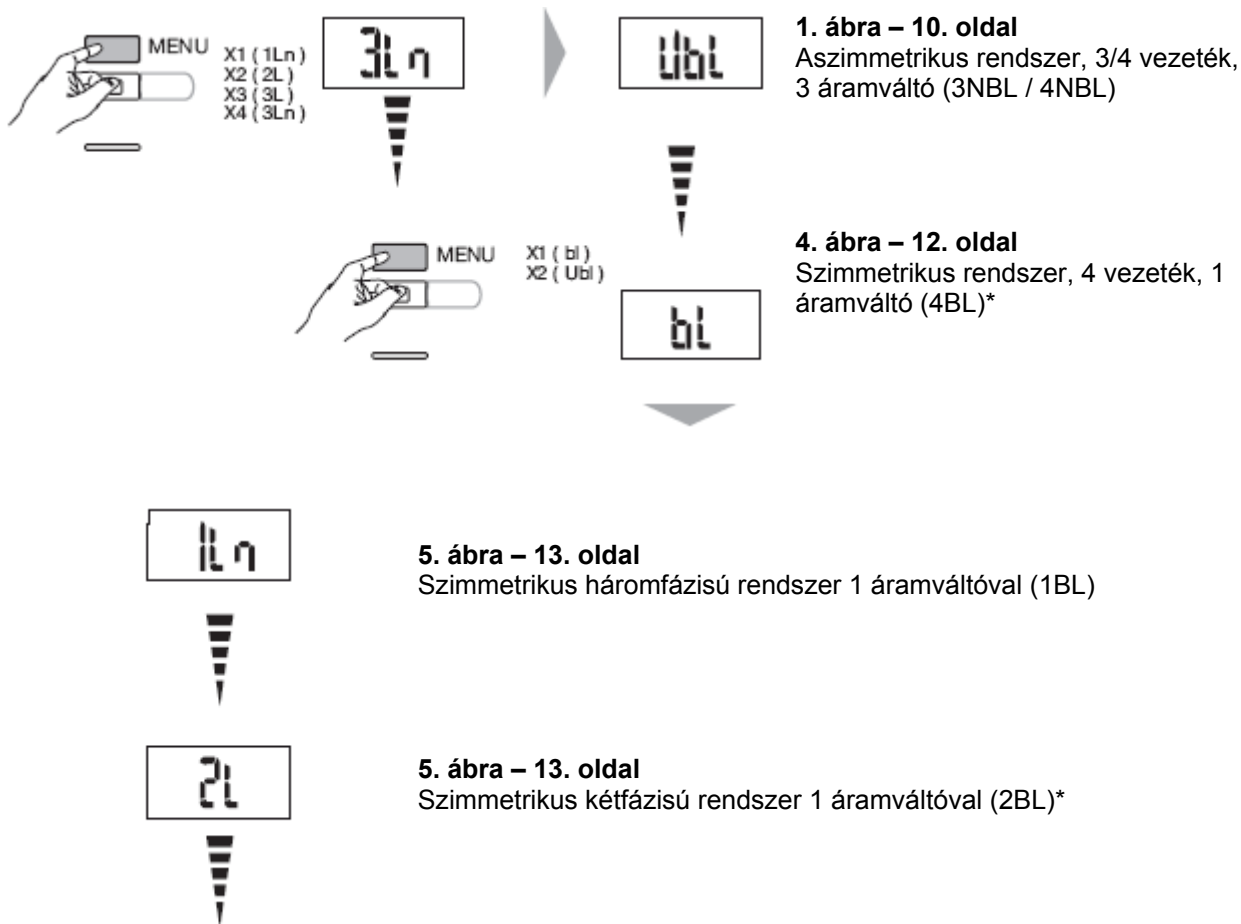 MENU
X1 ( 1Ln )
X2 ( 2L )
X3 ( 3L )
X4 ( 3Ln )
3Ln
Ubl
1. ábra – 10. oldal
Aszimmetrikus rendszer, 3/4 vezeték,
3 áramváltó (3NBL / 4NBL)
MENU
X1 ( bl )
X2 ( Ubl )
bl
4. ábra – 12. oldal
Szimmetrikus rendszer, 4 vezeték, 1
áramváltó (4BL)*
1Ln
5. ábra – 13. oldal
Szimmetrikus háromfázisú rendszer 1 áramváltóval (1BL)
2L
5. ábra – 13. oldal
Szimmetrikus kétfázisú rendszer 1 áramváltóval (2BL)*